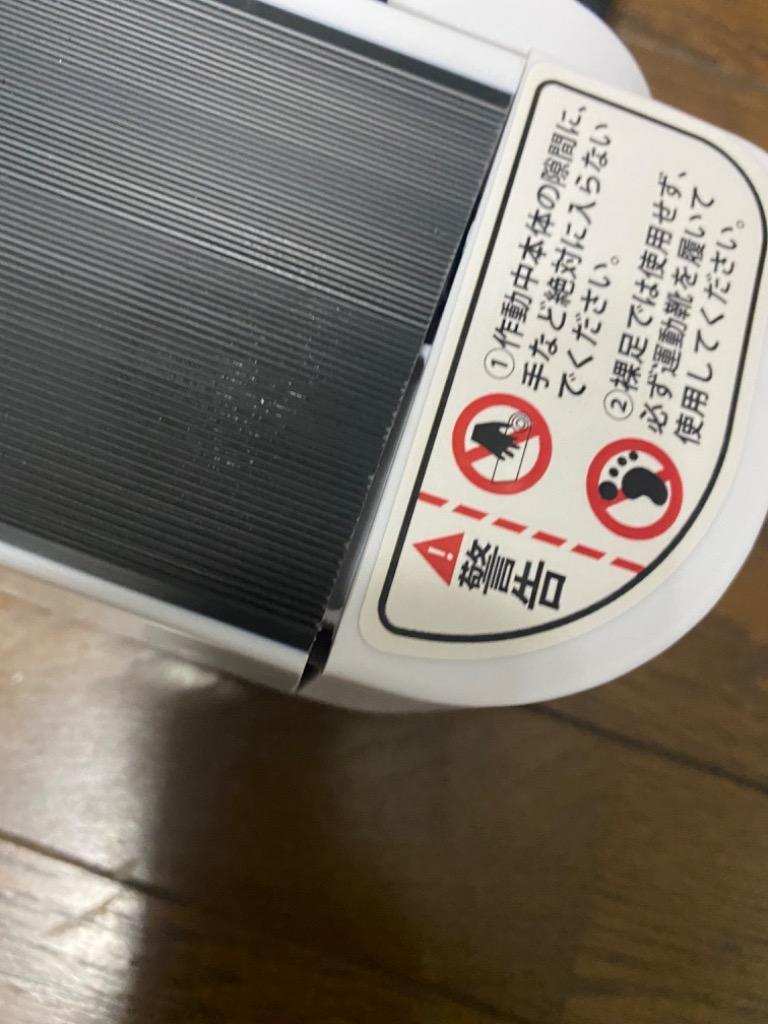 警告
①作動中本体の隙間に、
手など絶対に入らない
でください。
②裸足では使用せず、
必ず運動靴を履いて
使用してください。